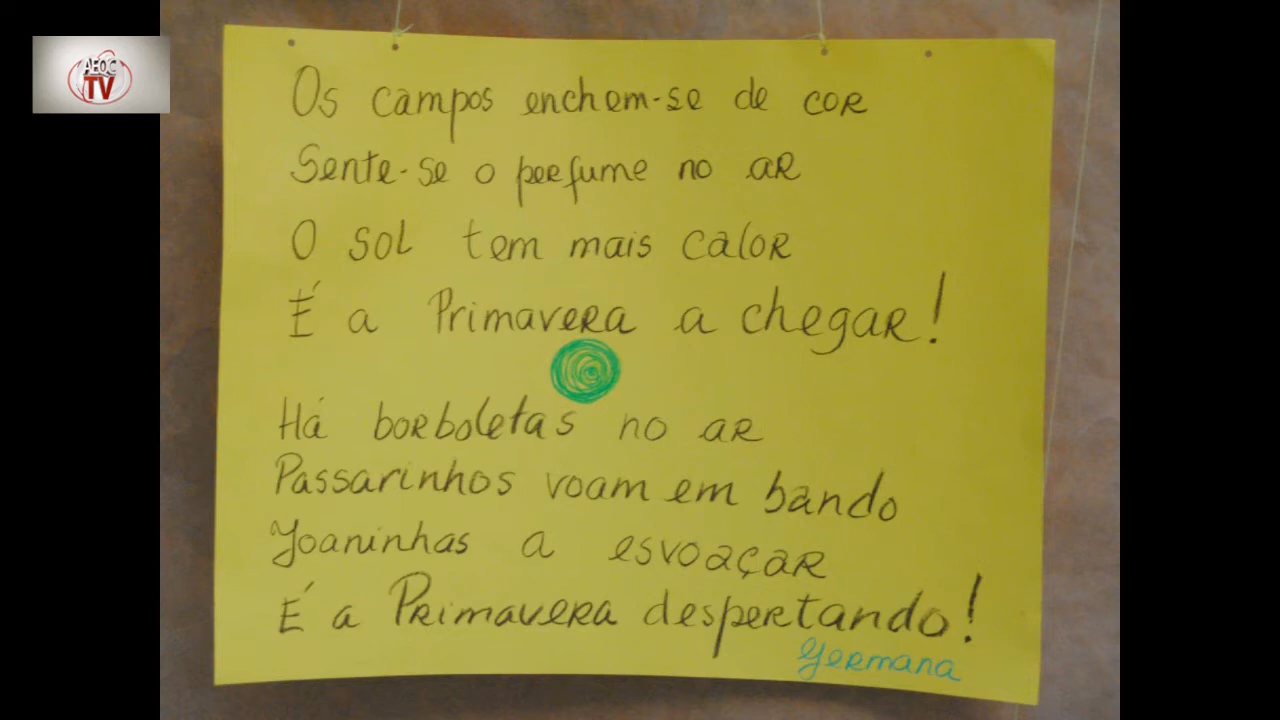 AEQC
TV
Os campos enchem-se de cor
Sente-se o perfume no ar
O sol tem mais calor
É a Primavera a chegar!
Há borboletas no ar
Passarinhos voam em bando
Joaninhas a esvoaçar
É a Primavera despertando!
Germana